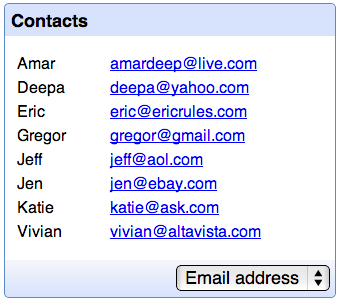 Contacts
Amar amardeep@live.com
Deepa deepa@yahoo.com
Eric eric@ericrules.com
Gregor gregor@gmail.com
Jeff jeff@aol.com
Jen jen@ebay.com
Katie katie@ask.com
Vivian vivian@altavista.com
Email address